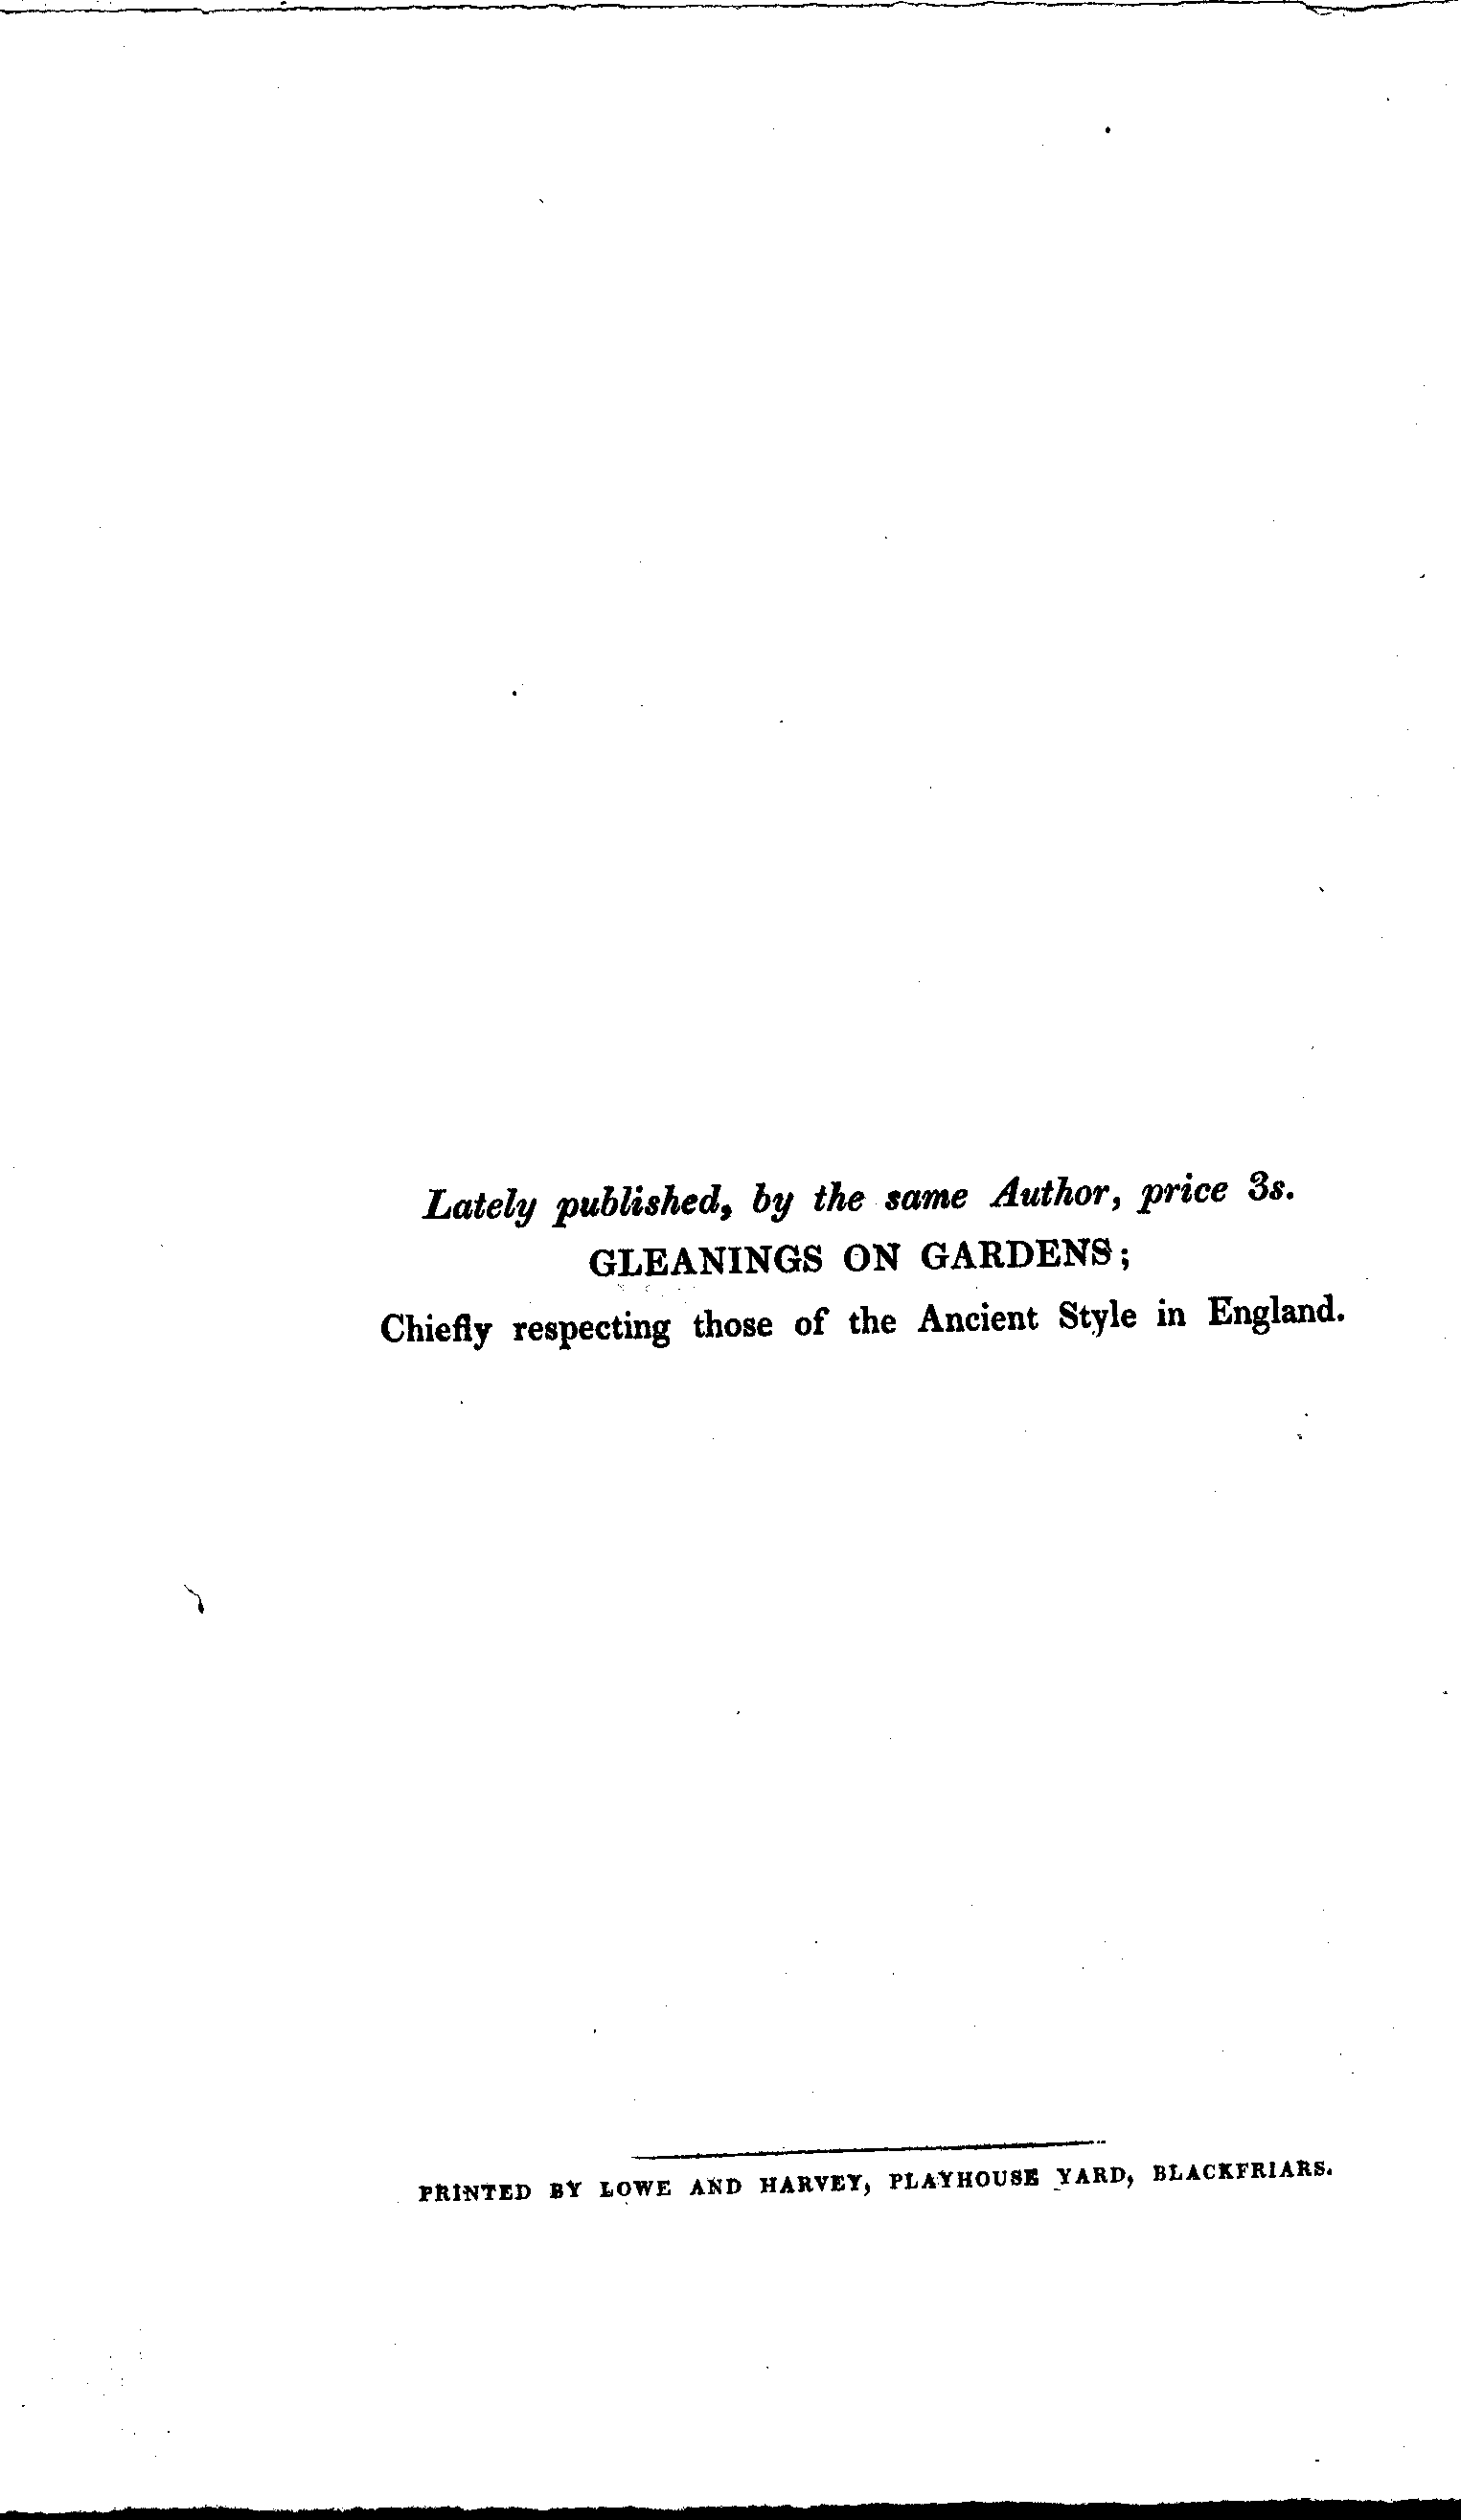 Lately published, by the same Author, price 3s.
GLEANINGS ON GARDENS;
Chiefly respecting those of the Ancient Style in England.
PRINTED BY LOWE AND HARVEY, PLAYHOUSE YARD, BLACKFRIARS.